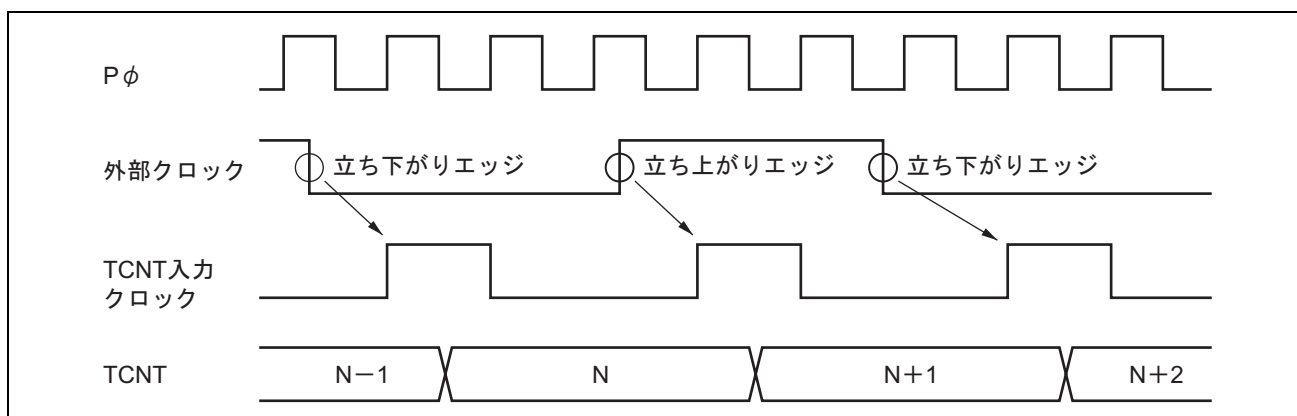 Pφ
外部クロック
立ち下がりエッジ
立ち上がりエッジ
立ち下がりエッジ
TCNT入力
クロック
TCNT
N－1
N
N＋1
N＋2